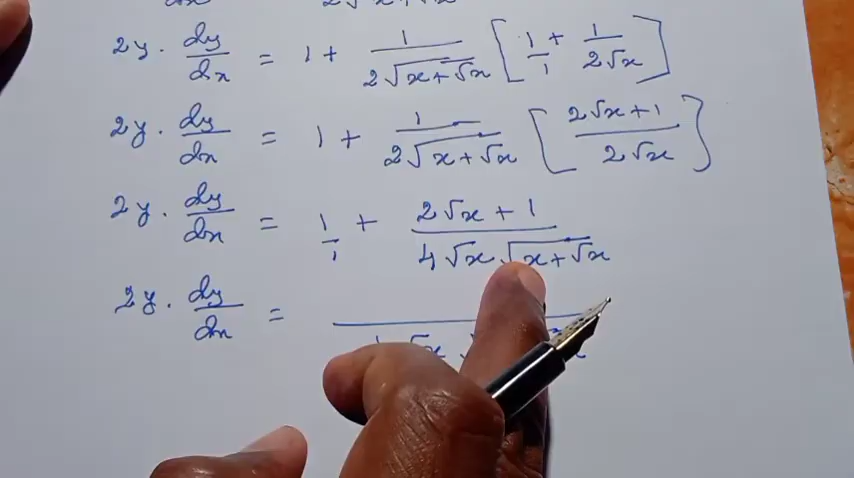 2√x+√x
2y · dy/dx = 1 + 1/(2√(x+√x)) [1/1 + 1/(2√x)]
2y · dy/dx = 1 + 1/(2√(x+√x)) [(2√x+1)/(2√x)]
2y · dy/dx = 1/1 + (2√x+1)/(4√x √(x+√x))
2y · dy/dx =